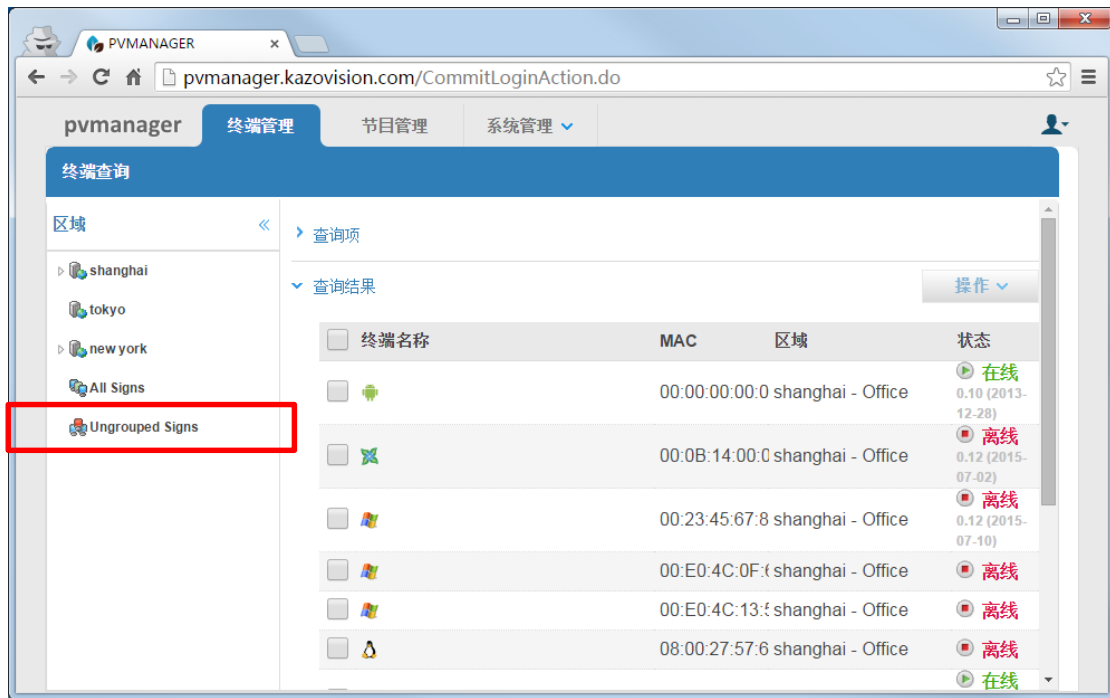 PVMANAGER
pvmanager.kazovision.com/CommitLoginAction.do
pvmanager 终端管理 节目管理 系统管理
终端查询
区域
shanghai
tokyo
new york
All Signs
Ungrouped Signs
查询项
查询结果 操作
终端名称 MAC 区域 状态
00:00:00:00:0 shanghai - Office 在线
0.10 (2013-
12-28)
00:0B:14:00:0 shanghai - Office 离线
0.12 (2015-
07-02)
00:23:45:67:8 shanghai - Office 离线
0.12 (2015-
07-10)
00:E0:4C:0F: shanghai - Office 离线
00:E0:4C:13: shanghai - Office 离线
08:00:27:57:6 shanghai - Office 离线
在线